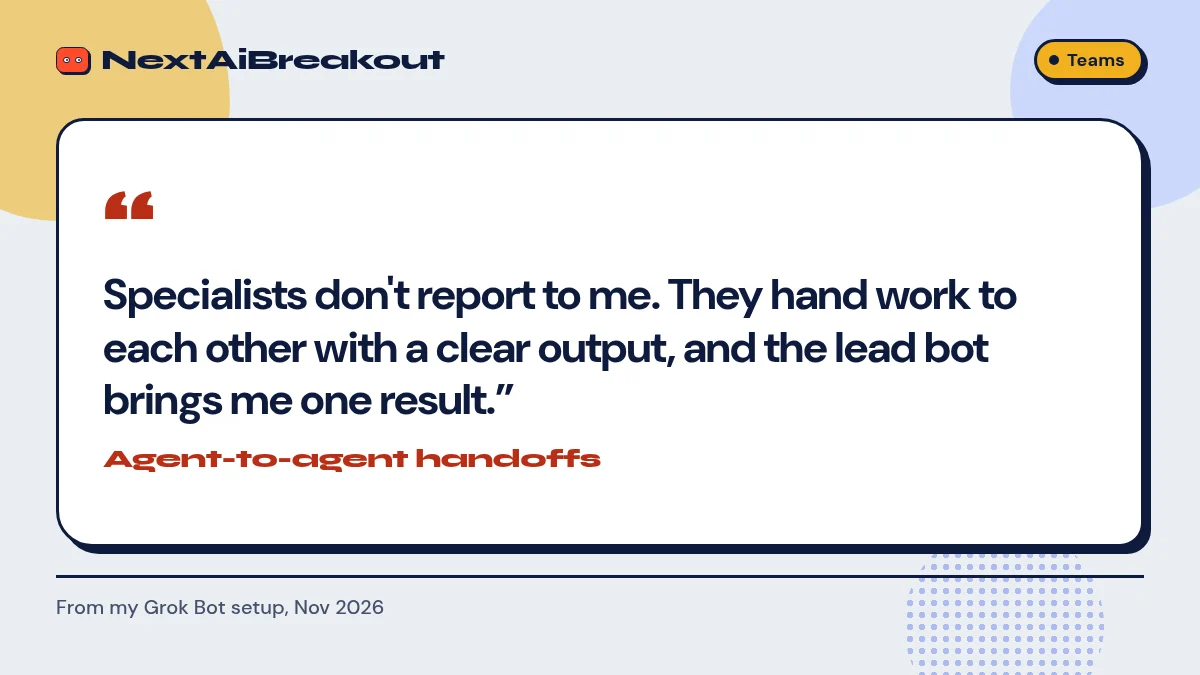 NextAiBreakout
Teams
“
Specialists don't report to me. They hand work to
each other with a clear output, and the lead bot
brings me one result.”
Agent-to-agent handoffs
From my Grok Bot setup, Nov 2026